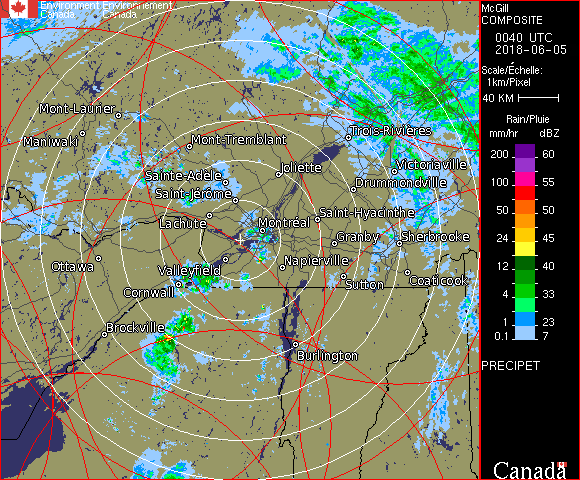 Environment Environnement
Canada Canada
McGill
COMPOSITE
0040 UTC
2018-06-05
Scale/Échelle:
1km/Pixel
40 KM
Rain/Pluie
mm/hr dBZ
200 60
100 55
50 50
24 45
12 40
4 33
1 23
0.1 7
PRECIPET
Canada
Mont-Laurier
Maniwaki
Mont-Tremblant
Trois-Rivières
Joliette
Victoriaville
Sainte-Adèle
Drummondville
Saint-Jérôme
Lachute
Montréal
Saint-Hyacinthe
Granby
Sherbrooke
Ottawa
Valleyfield
Napierville
Cornwall
Sutton
Coaticook
Brockville
Burlington